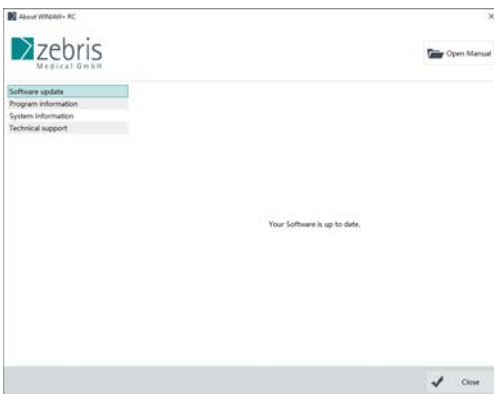 About WINJAW+ RC
zebris
Medical GmbH
Open Manual
Software update
Program information
System information
Technical support
Your Software is up to date.
Close